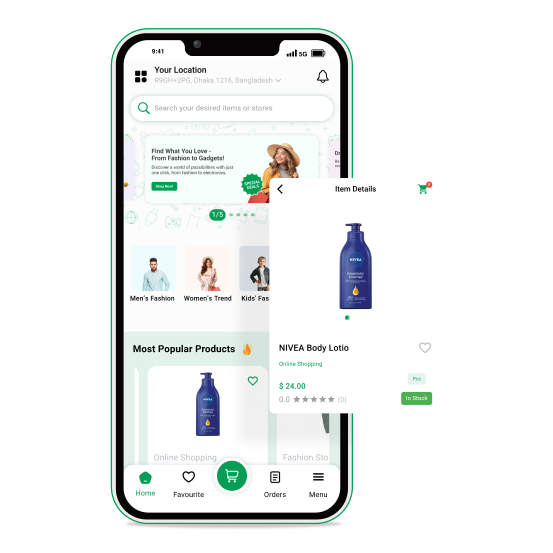 9:41
5G
Your Location
R9GH+2PG, Dhaka 1216, Bangladesh
Search your desired items or stores
Find What You Love -
From Fashion to Gadgets!
Discover a world of possibilities with just
one click, from fashion to electronics.
Shop Now!
SPECIAL
DEALS
1/5
Men's Fashion
Women's Trend
Kids' Fas
Most Popular Products
NIVEA
Online Shopping
Fashion Sto
Home
Favourite
Orders
Menu
Item Details
NIVEA
NIVEA Body Lotio
Online Shopping
Pcs
$ 24.00
0.0
(0)
In Stock